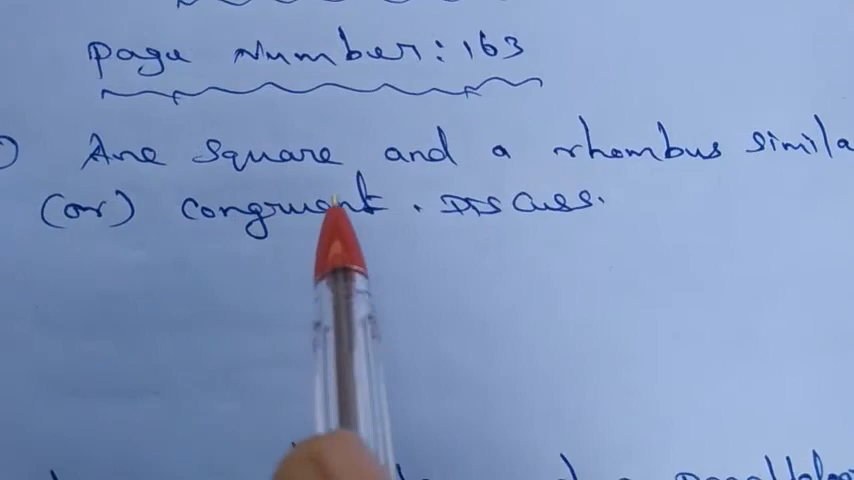 Page Number: 163
) Are Square and a rhombus simila
(or) Congruent. Discuss.